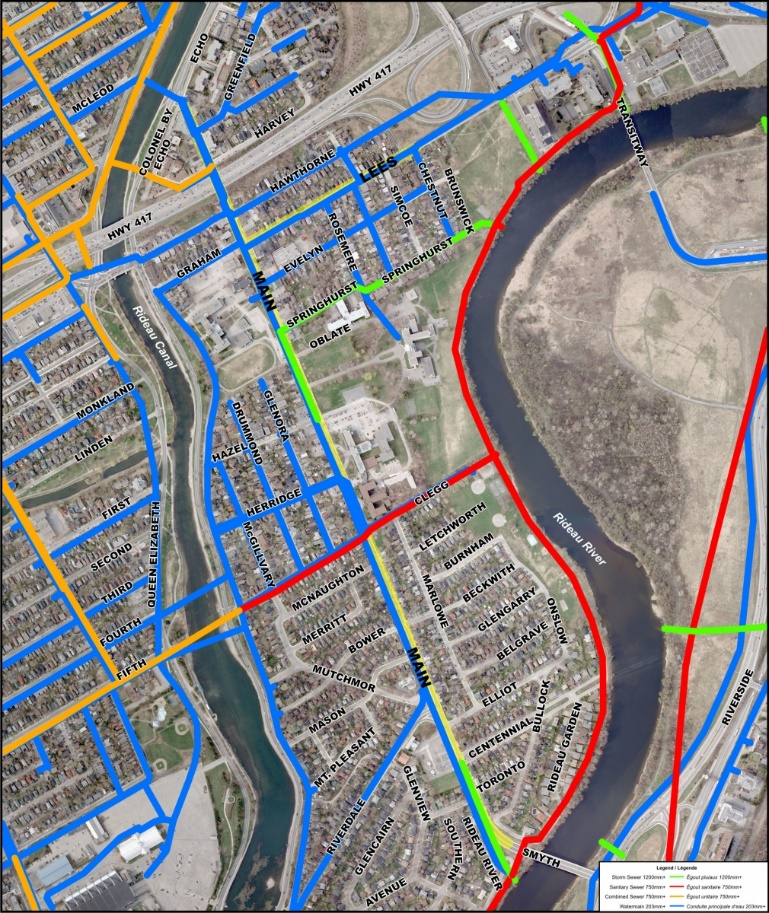 ECHO
GREENFIELD
MCLEOD
HWY 417
COLONEL BY
ECHO
HARVEY
TRANSITWAY
HAWTHORNE
LEES
CHESTNUT
BRUNSWICK
SIMCOE
HWY 417
ROSEMERE
GRAHAM
EVELYN
SPRINGHURST
MAIN
SPRINGHURST
OBLATE
Rideau Canal
MONKLAND
LINDEN
GLENORA
DRUMMOND
HAZEL
HERRIDGE
CLEGG
FIRST
QUEEN ELIZABETH
LETCHWORTH
Rideau River
SECOND
McGILLVARY
BURNHAM
THIRD
MCNAUGHTON
MARLOWE
BECKWITH
GLENGARRY
ONSLOW
FOURTH
MERRITT
BOWER
BELGRAVE
FIFTH
MUTCHMOR
MAIN
ELLIOT
BULLOCK
RIVERSIDE
MASON
CENTENNIAL
RIDEAU GARDEN
MT. PLEASANT
TORONTO
RIVERDALE
GLENVIEW
GLENCAIRN
SOUTHERN
RIDEAU RIVER
SMYTH
AVENUE
Legend / Légende
Storm Sewer 1200mm+ Égout pluviaux 1200mm+
Sanitary Sewer 750mm+ Égout sanitaire 750mm+
Combined Sewer 750mm+ Égout unitaire 750mm+
Watermain 203mm+ Conduite principale d'eau 203mm+